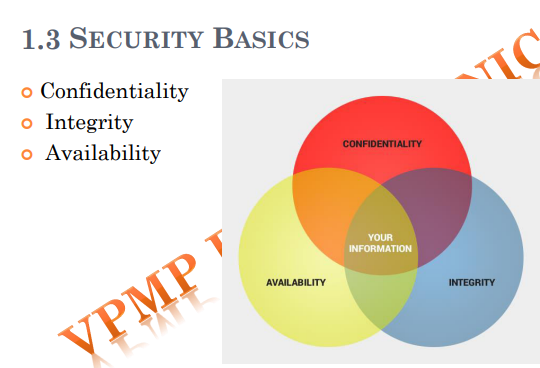 1.3 SECURITY BASICS
Confidentiality
Integrity
Availability
CONFIDENTIALITY
YOUR
INFORMATION
AVAILABILITY
INTEGRITY
VPMP